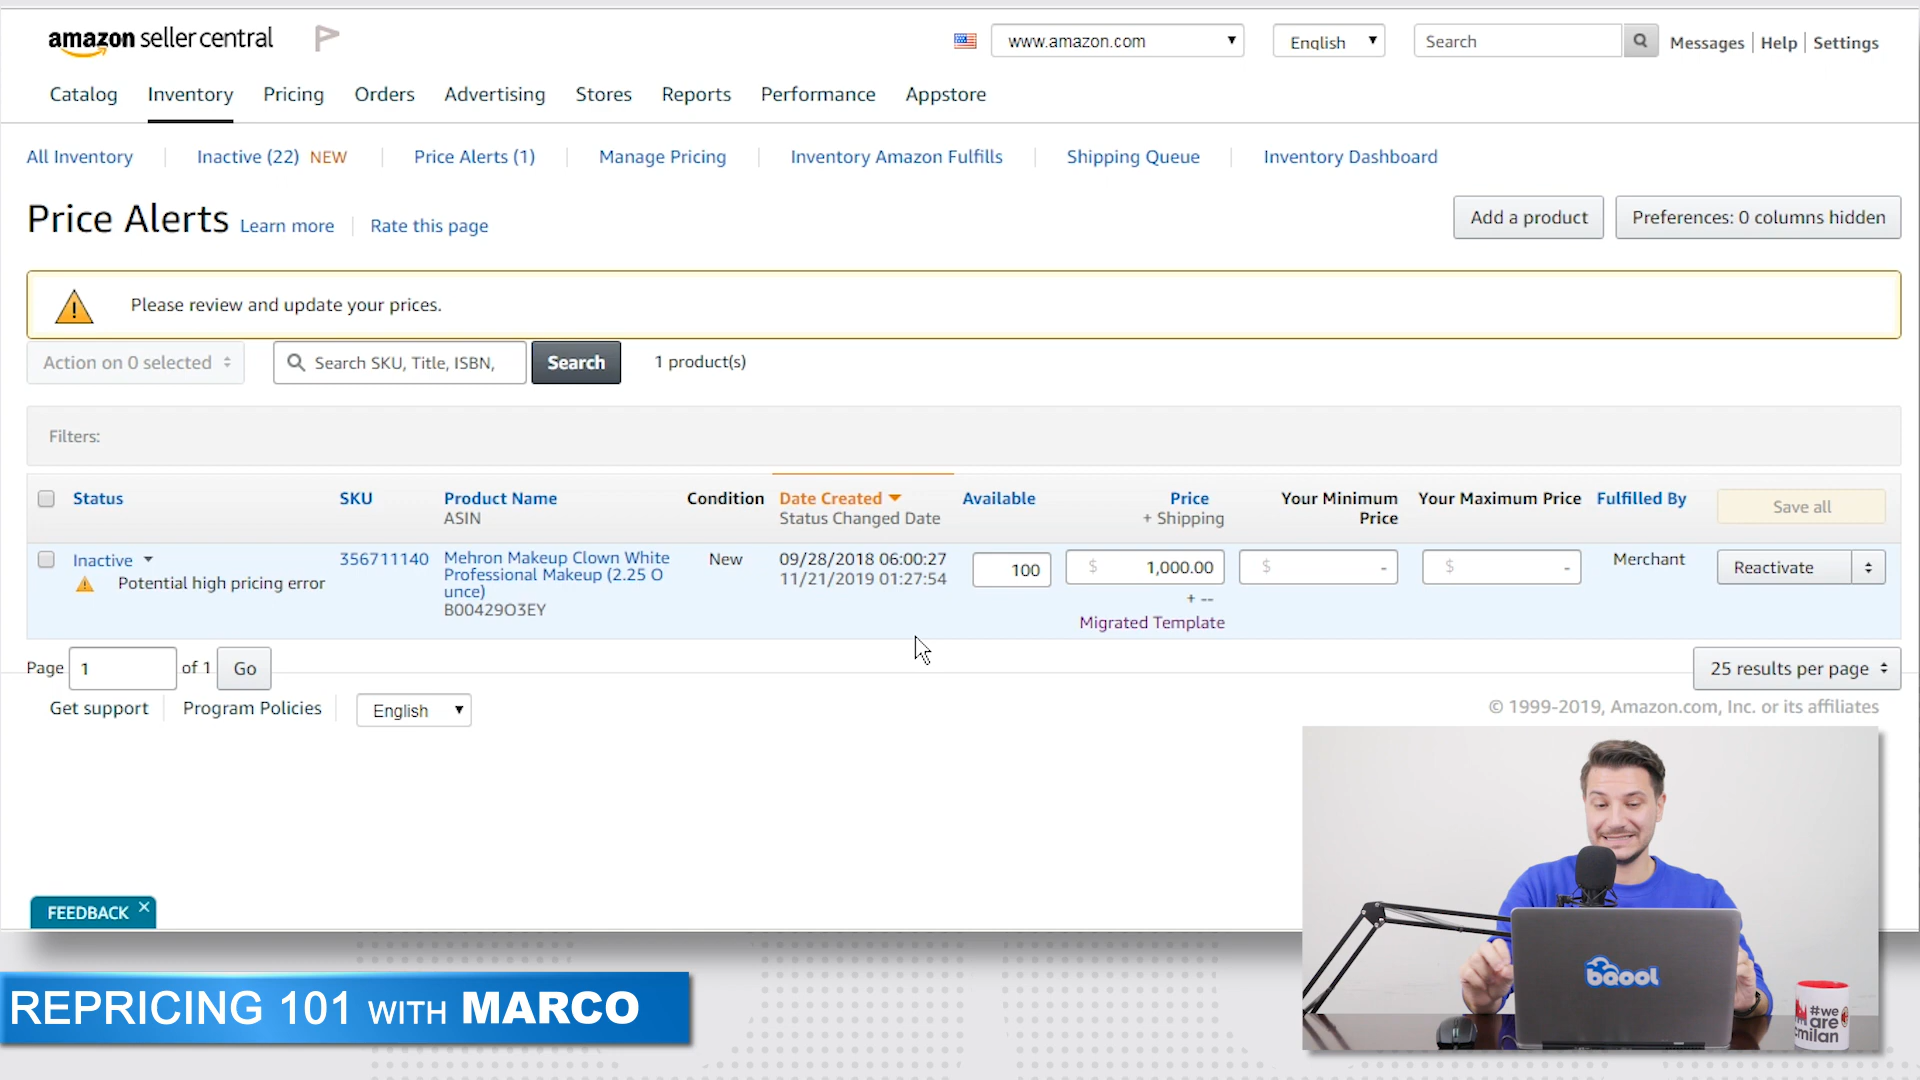 amazon seller central
www.amazon.com
English
Search
Messages | Help | Settings
Catalog Inventory Pricing Orders Advertising Stores Reports Performance Appstore
All Inventory Inactive (22) NEW Price Alerts (1) Manage Pricing Inventory Amazon Fulfills Shipping Queue Inventory Dashboard
Price Alerts Learn more Rate this page
Add a product
Preferences: 0 columns hidden
Please review and update your prices.
Action on 0 selected
Search SKU, Title, ISBN,
Search
1 product(s)
Filters:
Status SKU Product Name Condition Date Created Available Price Your Minimum Your Maximum Price Fulfilled By Save all
ASIN Status Changed Date + Shipping Price
Inactive 356711140 Mehron Makeup Clown White New 09/28/2018 06:00:27 100 $ 1,000.00 $ - $ - Merchant Reactivate
Potential high pricing error Professional Makeup (2.25 O 11/21/2019 01:27:54
unce) + --
B00429O3EY Migrated Template
Page 1 of 1 Go
25 results per page
Get support Program Policies English
© 1999-2019, Amazon.com, Inc. or its affiliates
FEEDBACK ×
REPRICING 101 WITH MARCO
bqool
#we
are
milan